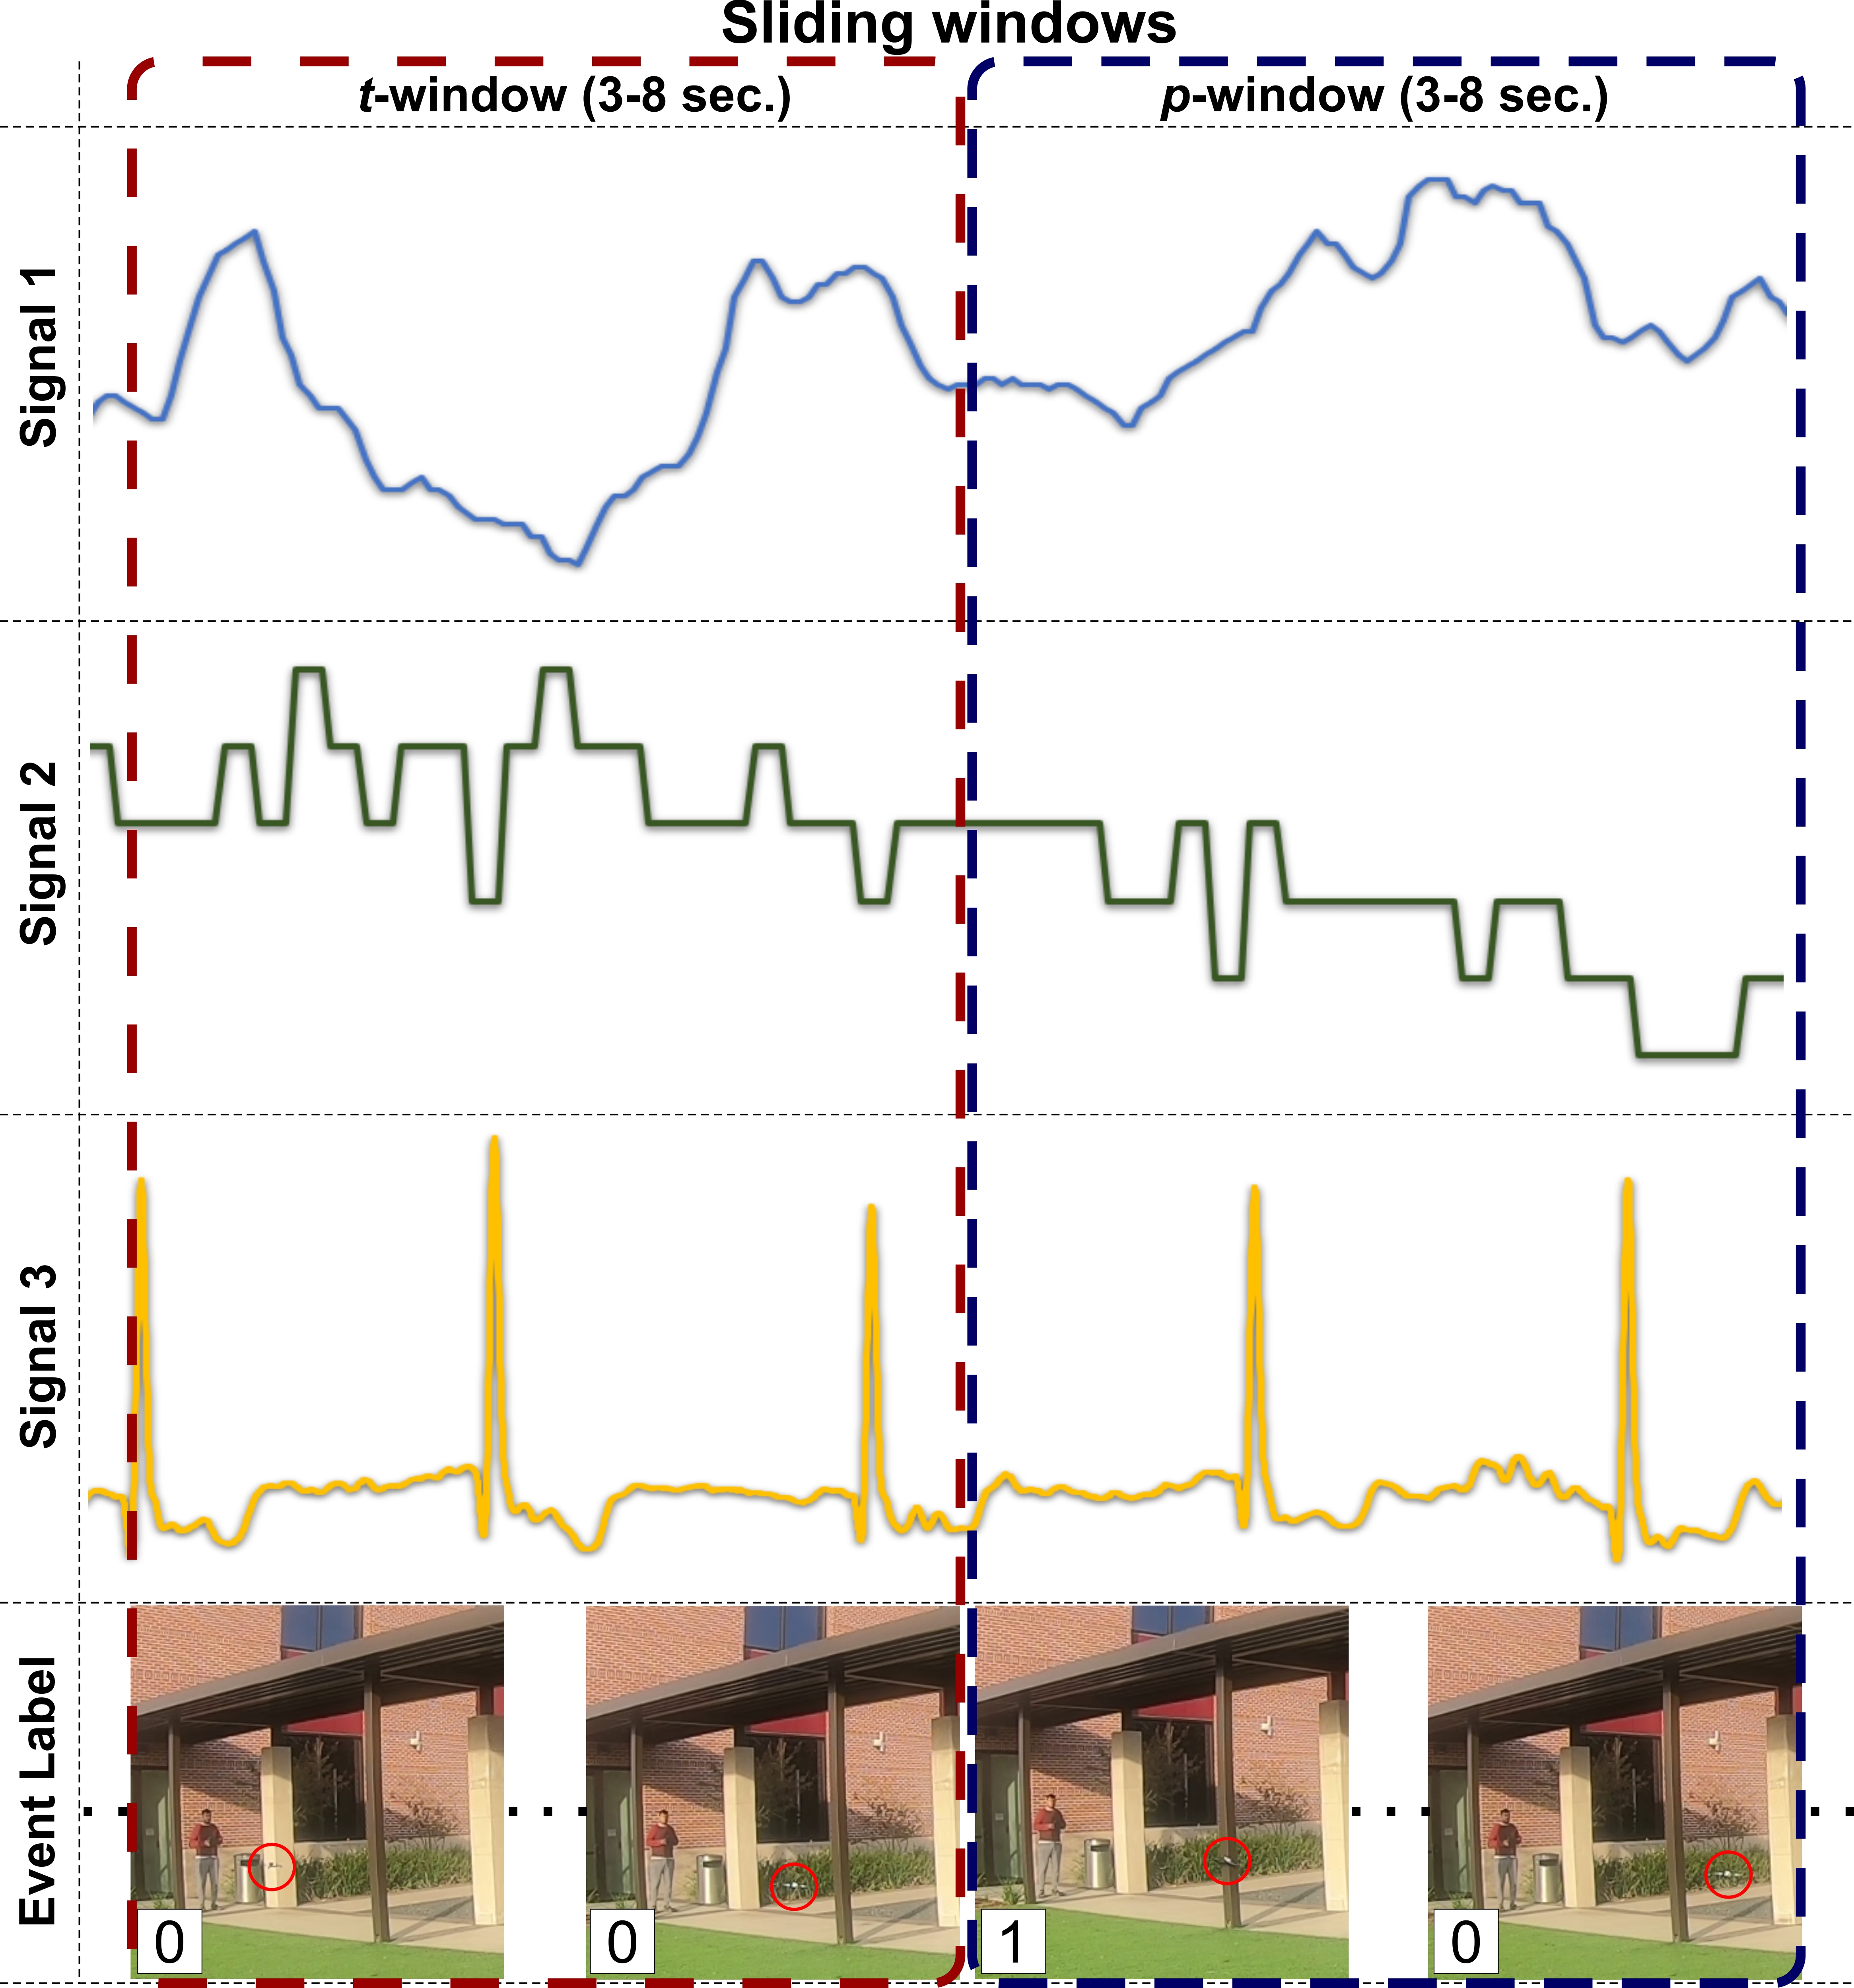 Sliding windows
t-window (3-8 sec.)
p-window (3-8 sec.)
Signal 1
Signal 2
Signal 3
Event Label
0
0
1
0